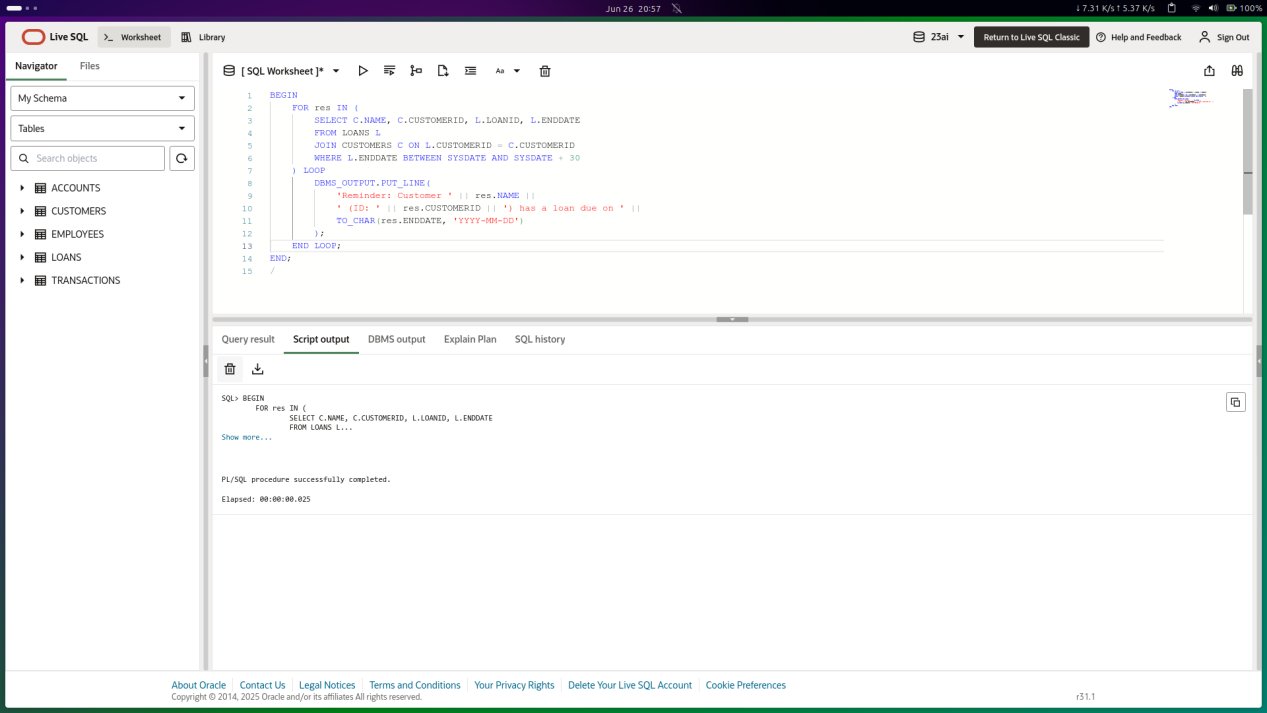 Jun 26 20:57
↓ 7.31 K/s ↑ 5.37 K/s
100%
Live SQL
>_ Worksheet
Library
23ai
Return to Live SQL Classic
Help and Feedback
Sign Out
Navigator
Files
My Schema
Tables
Search objects
ACCOUNTS
CUSTOMERS
EMPLOYEES
LOANS
TRANSACTIONS
[ SQL Worksheet ]*
Aa
1 BEGIN
2 FOR res IN (
3 SELECT C.NAME, C.CUSTOMERID, L.LOANID, L.ENDDATE
4 FROM LOANS L
5 JOIN CUSTOMERS C ON L.CUSTOMERID = C.CUSTOMERID
6 WHERE L.ENDDATE BETWEEN SYSDATE AND SYSDATE + 30
7 ) LOOP
8 DBMS_OUTPUT.PUT_LINE(
9 'Reminder: Customer ' || res.NAME ||
10 ' (ID: ' || res.CUSTOMERID || ') has a loan due on ' ||
11 TO_CHAR(res.ENDDATE, 'YYYY-MM-DD')
12 );
13 END LOOP;
14 END;
15 /
Query result
Script output
DBMS output
Explain Plan
SQL history
SQL> BEGIN
FOR res IN (
SELECT C.NAME, C.CUSTOMERID, L.LOANID, L.ENDDATE
FROM LOANS L...
Show more...
PL/SQL procedure successfully completed.
Elapsed: 00:00:00.025
About Oracle
Contact Us
Legal Notices
Terms and Conditions
Your Privacy Rights
Delete Your Live SQL Account
Cookie Preferences
Copyright © 2014, 2025 Oracle and/or its affiliates All rights reserved.
r31.1